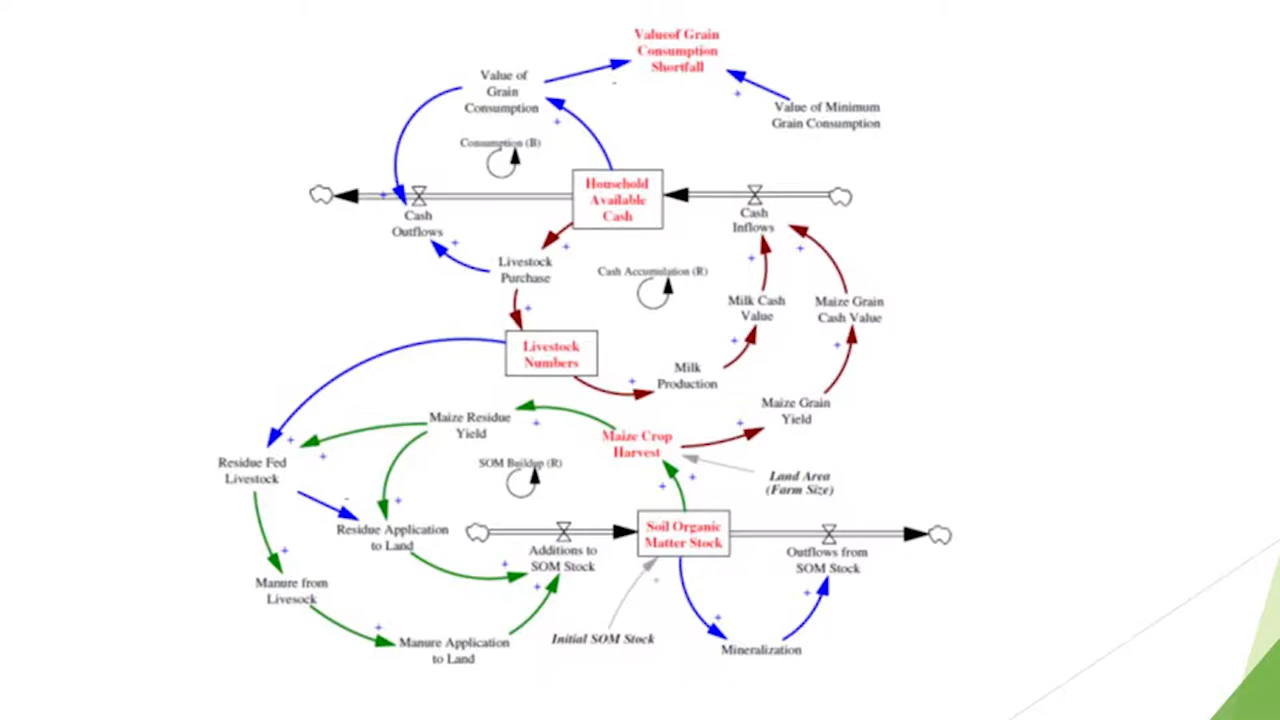 Valueof Grain
Consumption
Shortfall
Value of
Grain
Consumption
-
+
Value of Minimum
Grain Consumption
+
Consumption (B)
Household
Available
Cash
+
Cash
Outflows
Cash
Inflows
+
+
+
+
Livestock
Purchase
Cash Accumulation (R)
+
Milk Cash
Value
Maize Grain
Cash Value
+
+
Livestock
Numbers
+
Milk
Production
Maize Grain
Yield
Maize Residue
Yield
+
+
Maize Crop
Harvest
+
+
Residue Fed
Livestock
SOM Buildup (R)
Land Area
(Farm Size)
+
+
-
+
Residue Application
to Land
Soil Organic
Matter Stock
Additions to
SOM Stock
Outflows from
SOM Stock
+
+
+
+
+
Manure from
Livesock
+
+
+
Manure Application
to Land
Initial SOM Stock
Mineralization